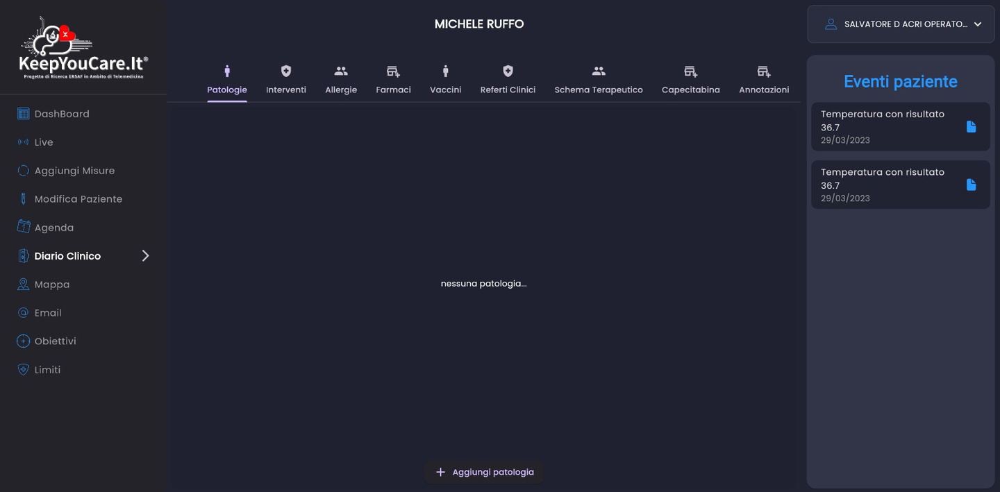 KeepYouCare.It®
Progetto di Ricerca ERSAF in Ambito di Telemedicina
DashBoard
Live
Aggiungi Misure
Modifica Paziente
Agenda
Diario Clinico
Mappa
Email
Obiettivi
Limiti
MICHELE RUFFO
Patologie Interventi Allergie Farmaci Vaccini Referti Clinici Schema Terapeutico Capecitabina Annotazioni
nessuna patologia...
+ Aggiungi patologia
SALVATORE D ACRI OPERATO...
Eventi paziente
Temperatura con risultato
36.7
29/03/2023
Temperatura con risultato
36.7
29/03/2023